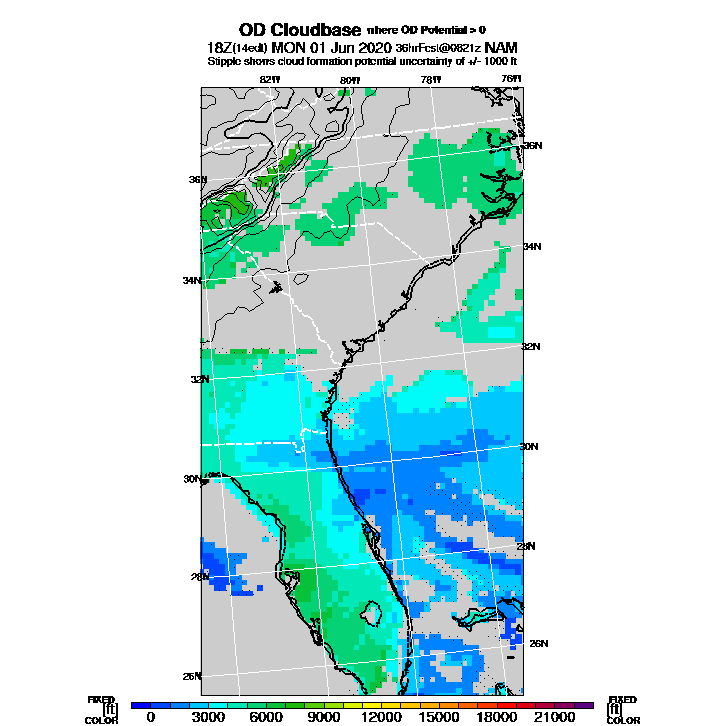 OD Cloudbase where OD Potential > 0
18Z(14edt) MON 01 Jun 2020 36hrFcst@0821z NAM
Stipple shows cloud formation potential uncertainty of +/- 1000 ft
82W 80W 78W 76W
36N
36N
34N
34N
32N
32N
30N
30N
28N
28N
26N
26N
FIXED FIXED
[ft] [ft]
COLOR COLOR
0 3000 6000 9000 12000 15000 18000 21000